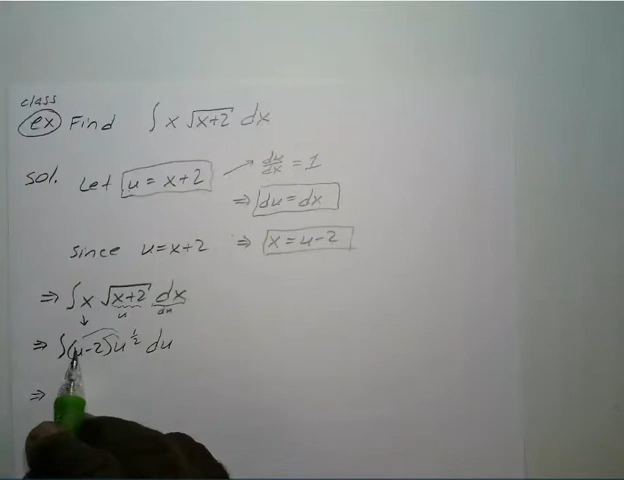 class
ex Find ∫ x √x+2 dx
sol. Let u = x+2 → du/dx = 1
⇒ du = dx
since u = x+2 ⇒ x = u-2
⇒ ∫ x √x+2 dx
u du
⇒ ∫(u-2)u^1/2 du
⇒